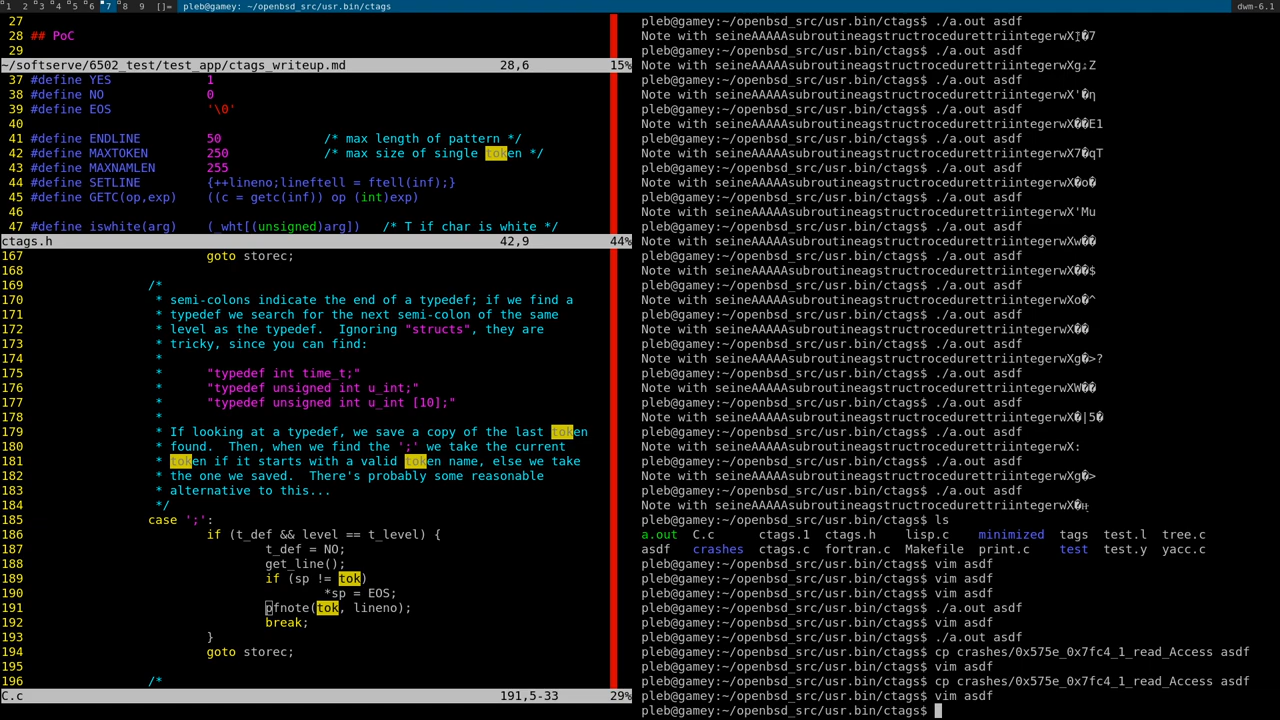 1 2 3 4 5 6 7 8 9 []= pleb@gamey: ~/openbsd_src/usr.bin/ctags dwm-6.1
27
28 ## PoC
29
~/softserve/6502_test/test_app/ctags_writeup.md 28,6 15%
37 #define YES 1
38 #define NO 0
39 #define EOS '\0'
40
41 #define ENDLINE 50 /* max length of pattern */
42 #define MAXTOKEN 250 /* max size of single token */
43 #define MAXNAMLEN 255
44 #define SETLINE {++lineno;lineftell = ftell(inf);}
45 #define GETC(op,exp) ((c = getc(inf)) op (int)exp)
46
47 #define iswhite(arg) (_wht[(unsigned)arg]) /* T if char is white */
ctags.h 42,9 44%
167 goto storec;
168
169 /*
170 * semi-colons indicate the end of a typedef; if we find a
171 * typedef we search for the next semi-colon of the same
172 * level as the typedef. Ignoring "structs", they are
173 * tricky, since you can find:
174 *
175 * "typedef int time_t;"
176 * "typedef unsigned int u_int;"
177 * "typedef unsigned int u_int [10];"
178 *
179 * If looking at a typedef, we save a copy of the last token
180 * found. Then, when we find the ';' we take the current
181 * token if it starts with a valid token name, else we take
182 * the one we saved. There's probably some reasonable
183 * alternative to this...
184 */
185 case ';':
186 if (t_def && level == t_level) {
187 t_def = NO;
188 get_line();
189 if (sp != tok)
190 *sp = EOS;
191 pfnote(tok, lineno);
192 break;
193 }
194 goto storec;
195
196 /*
C.c 191,5-33 29%
pleb@gamey:~/openbsd_src/usr.bin/ctags$ ./a.out asdf
Note with seineAAAAAsubroutineagstructrocedurettriintegerwX�7
pleb@gamey:~/openbsd_src/usr.bin/ctags$ ./a.out asdf
Note with seineAAAAAsubroutineagstructrocedurettriintegerwXg
pleb@gamey:~/openbsd_src/usr.bin/ctags$ ./a.out asdf
Note with seineAAAAAsubroutineagstructrocedurettriintegerwX'�η
pleb@gamey:~/openbsd_src/usr.bin/ctags$ ./a.out asdf
Note with seineAAAAAsubroutineagstructrocedurettriintegerwX��E1
pleb@gamey:~/openbsd_src/usr.bin/ctags$ ./a.out asdf
Note with seineAAAAAsubroutineagstructrocedurettriintegerwX7�qT
pleb@gamey:~/openbsd_src/usr.bin/ctags$ ./a.out asdf
Note with seineAAAAAsubroutineagstructrocedurettriintegerwX�o�
pleb@gamey:~/openbsd_src/usr.bin/ctags$ ./a.out asdf
Note with seineAAAAAsubroutineagstructrocedurettriintegerwX'Mu
pleb@gamey:~/openbsd_src/usr.bin/ctags$ ./a.out asdf
Note with seineAAAAAsubroutineagstructrocedurettriintegerwXw��
pleb@gamey:~/openbsd_src/usr.bin/ctags$ ./a.out asdf
Note with seineAAAAAsubroutineagstructrocedurettriintegerwX��$
pleb@gamey:~/openbsd_src/usr.bin/ctags$ ./a.out asdf
Note with seineAAAAAsubroutineagstructrocedurettriintegerwXo�^
pleb@gamey:~/openbsd_src/usr.bin/ctags$ ./a.out asdf
Note with seineAAAAAsubroutineagstructrocedurettriintegerwX��
pleb@gamey:~/openbsd_src/usr.bin/ctags$ ./a.out asdf
Note with seineAAAAAsubroutineagstructrocedurettriintegerwXg�>?
pleb@gamey:~/openbsd_src/usr.bin/ctags$ ./a.out asdf
Note with seineAAAAAsubroutineagstructrocedurettriintegerwXW��
pleb@gamey:~/openbsd_src/usr.bin/ctags$ ./a.out asdf
Note with seineAAAAAsubroutineagstructrocedurettriintegerwX�|5�
pleb@gamey:~/openbsd_src/usr.bin/ctags$ ./a.out asdf
Note with seineAAAAAsubroutineagstructrocedurettriintegerwX:
pleb@gamey:~/openbsd_src/usr.bin/ctags$ ./a.out asdf
Note with seineAAAAAsubroutineagstructrocedurettriintegerwXg�>
pleb@gamey:~/openbsd_src/usr.bin/ctags$ ./a.out asdf
Note with seineAAAAAsubroutineagstructrocedurettriintegerwX�
pleb@gamey:~/openbsd_src/usr.bin/ctags$ ls
a.out C.c ctags.1 ctags.h lisp.c minimized tags test.l tree.c
asdf crashes ctags.c fortran.c Makefile print.c test test.y yacc.c
pleb@gamey:~/openbsd_src/usr.bin/ctags$ vim asdf
pleb@gamey:~/openbsd_src/usr.bin/ctags$ vim asdf
pleb@gamey:~/openbsd_src/usr.bin/ctags$ vim asdf
pleb@gamey:~/openbsd_src/usr.bin/ctags$ ./a.out asdf
pleb@gamey:~/openbsd_src/usr.bin/ctags$ vim asdf
pleb@gamey:~/openbsd_src/usr.bin/ctags$ ./a.out asdf
pleb@gamey:~/openbsd_src/usr.bin/ctags$ cp crashes/0x575e_0x7fc4_1_read_Access asdf
pleb@gamey:~/openbsd_src/usr.bin/ctags$ vim asdf
pleb@gamey:~/openbsd_src/usr.bin/ctags$ cp crashes/0x575e_0x7fc4_1_read_Access asdf
pleb@gamey:~/openbsd_src/usr.bin/ctags$ vim asdf
pleb@gamey:~/openbsd_src/usr.bin/ctags$